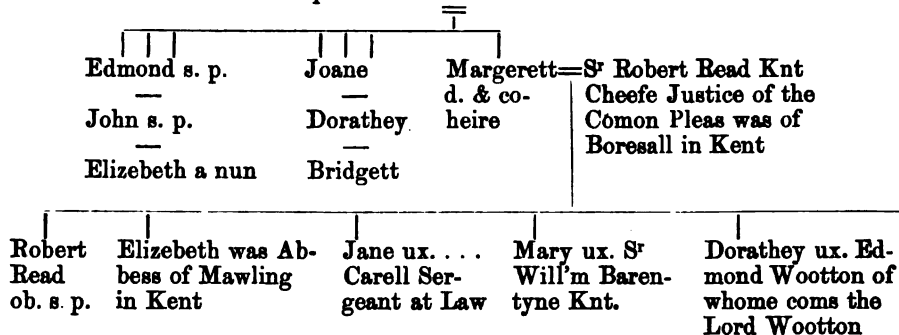 Edmond s. p.
John s. p.
Elizebeth a nun
Joane
Dorathey
Bridgett
Margerett=Sr Robert Read Knt
d. & co-
heire
Cheefe Justice of the
Comon Pleas was of
Boresall in Kent
Robert
Read
ob. s. p.
Elizebeth was Ab-
bess of Mawling
in Kent
Jane ux. . . .
Carell Ser-
geant at Law
Mary ux. Sr
Will'm Baren-
tyne Knt.
Dorathey ux. Ed-
mond Wootton of
whome coms the
Lord Wootton